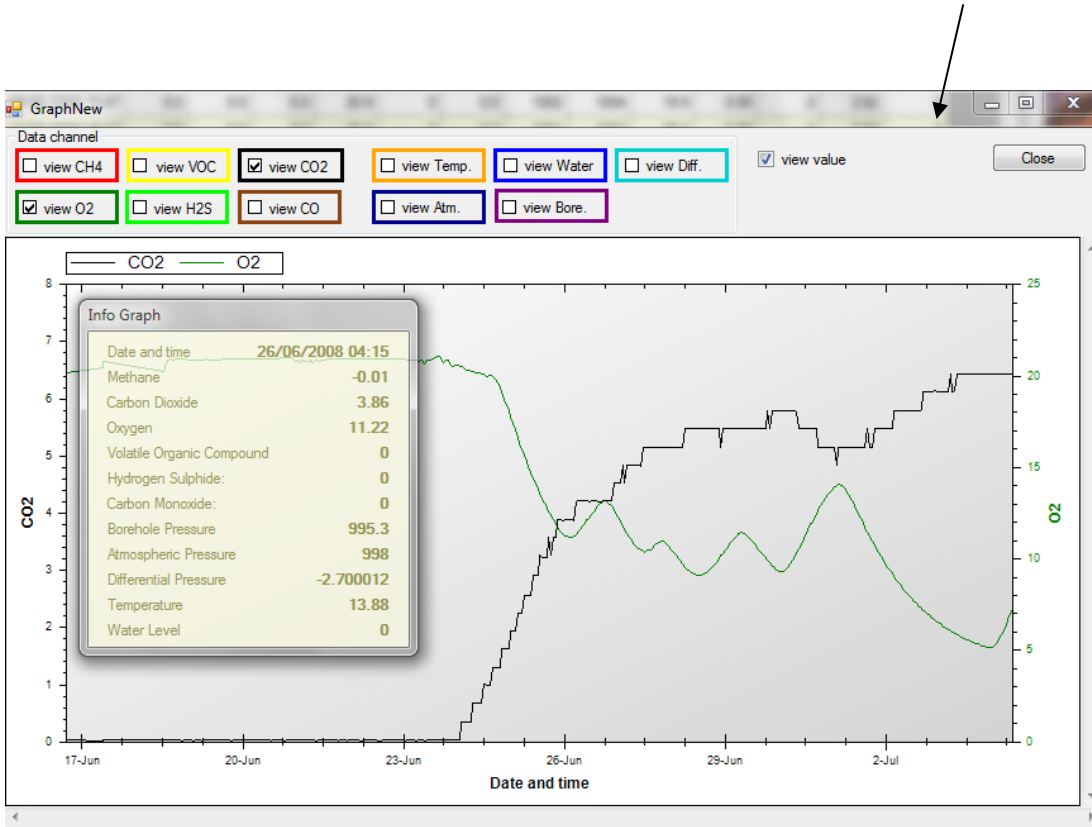 GraphNew
X
Data channel
view CH4 view VOC view CO2 view Temp. view Water view Diff. view value Close
view O2 view H2S view CO view Atm. view Bore.
CO2 O2
8 25
Info Graph
Date and time 26/06/2008 04:15
Methane -0.01
Carbon Dioxide 3.86
Oxygen 11.22
Volatile Organic Compound 0
Hydrogen Sulphide: 0
Carbon Monoxide: 0
Borehole Pressure 995.3
Atmospheric Pressure 998
Differential Pressure -2.700012
Temperature 13.88
Water Level 0
7
6
5
4
3
2
1
0
CO2
20
15
10
5
0
O2
17-Jun 20-Jun 23-Jun 26-Jun 29-Jun 2-Jul
Date and time